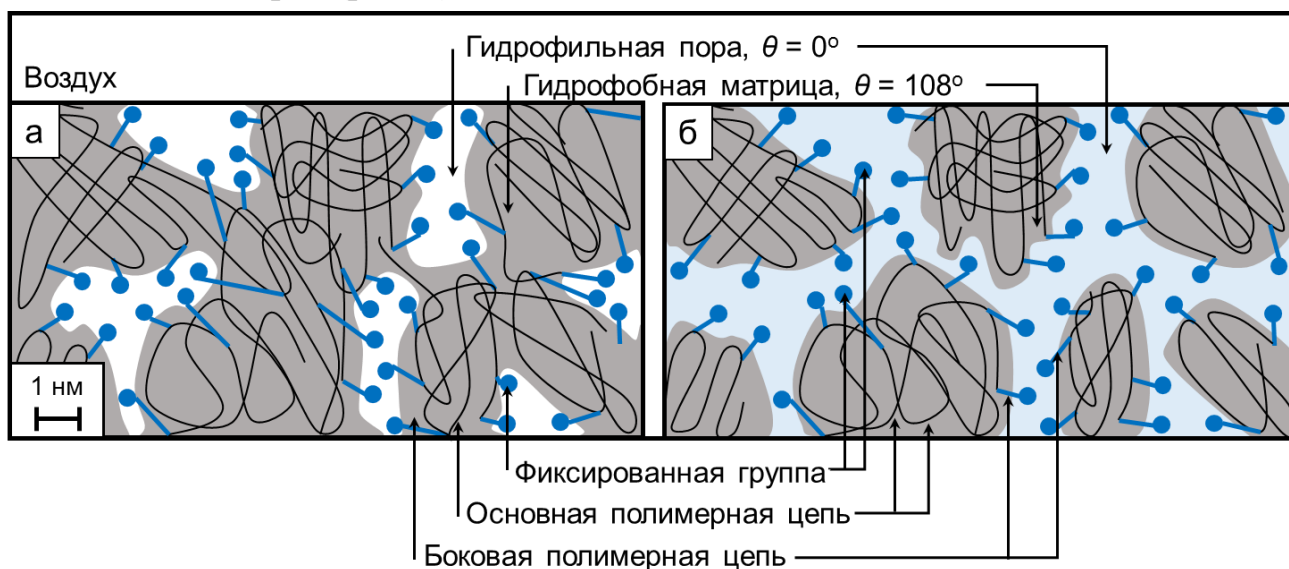 Гидрофильная пора, θ = 0°
Воздух
Гидрофобная матрица, θ = 108°
а
б
1 нм
Фиксированная группа
Основная полимерная цепь
Боковая полимерная цепь